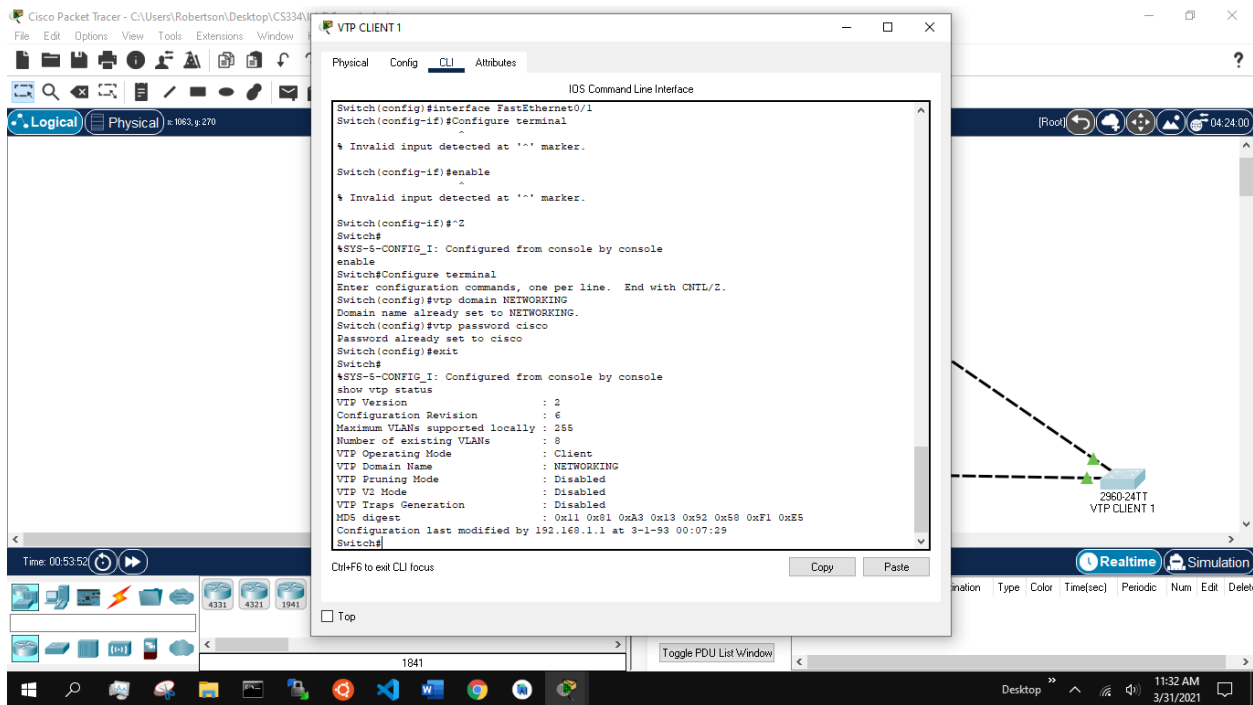 Cisco Packet Tracer - C:\Users\Robertson\Desktop\CS334\
File Edit Options View Tools Extensions Window
?
Logical Physical x: 1063, y: 270
[Root] 04:24:00
VTP CLIENT 1
Physical Config CLI Attributes
IOS Command Line Interface
Switch(config)#interface FastEthernet0/1
Switch(config-if)#Configure terminal
^
% Invalid input detected at '^' marker.
Switch(config-if)#enable
^
% Invalid input detected at '^' marker.
Switch(config-if)#^Z
Switch#
%SYS-5-CONFIG_I: Configured from console by console
enable
Switch#Configure terminal
Enter configuration commands, one per line. End with CNTL/Z.
Switch(config)#vtp domain NETWORKING
Domain name already set to NETWORKING.
Switch(config)#vtp password cisco
Password already set to cisco
Switch(config)#exit
Switch#
%SYS-5-CONFIG_I: Configured from console by console
show vtp status
VTP Version : 2
Configuration Revision : 6
Maximum VLANs supported locally : 255
Number of existing VLANs : 8
VTP Operating Mode : Client
VTP Domain Name : NETWORKING
VTP Pruning Mode : Disabled
VTP V2 Mode : Disabled
VTP Traps Generation : Disabled
MD5 digest : 0x11 0x81 0xA3 0x13 0x92 0x58 0xF1 0xE5
Configuration last modified by 192.168.1.1 at 3-1-93 00:07:29
Switch#
Ctrl+F6 to exit CLI focus
Copy Paste
Top
2960-24TT
VTP CLIENT 1
Time: 00:53:52
Realtime Simulation
4331 4321 1941
ination Type Color Time(sec) Periodic Num Edit Delet
1841
Toggle PDU List Window
Desktop
11:32 AM
3/31/2021